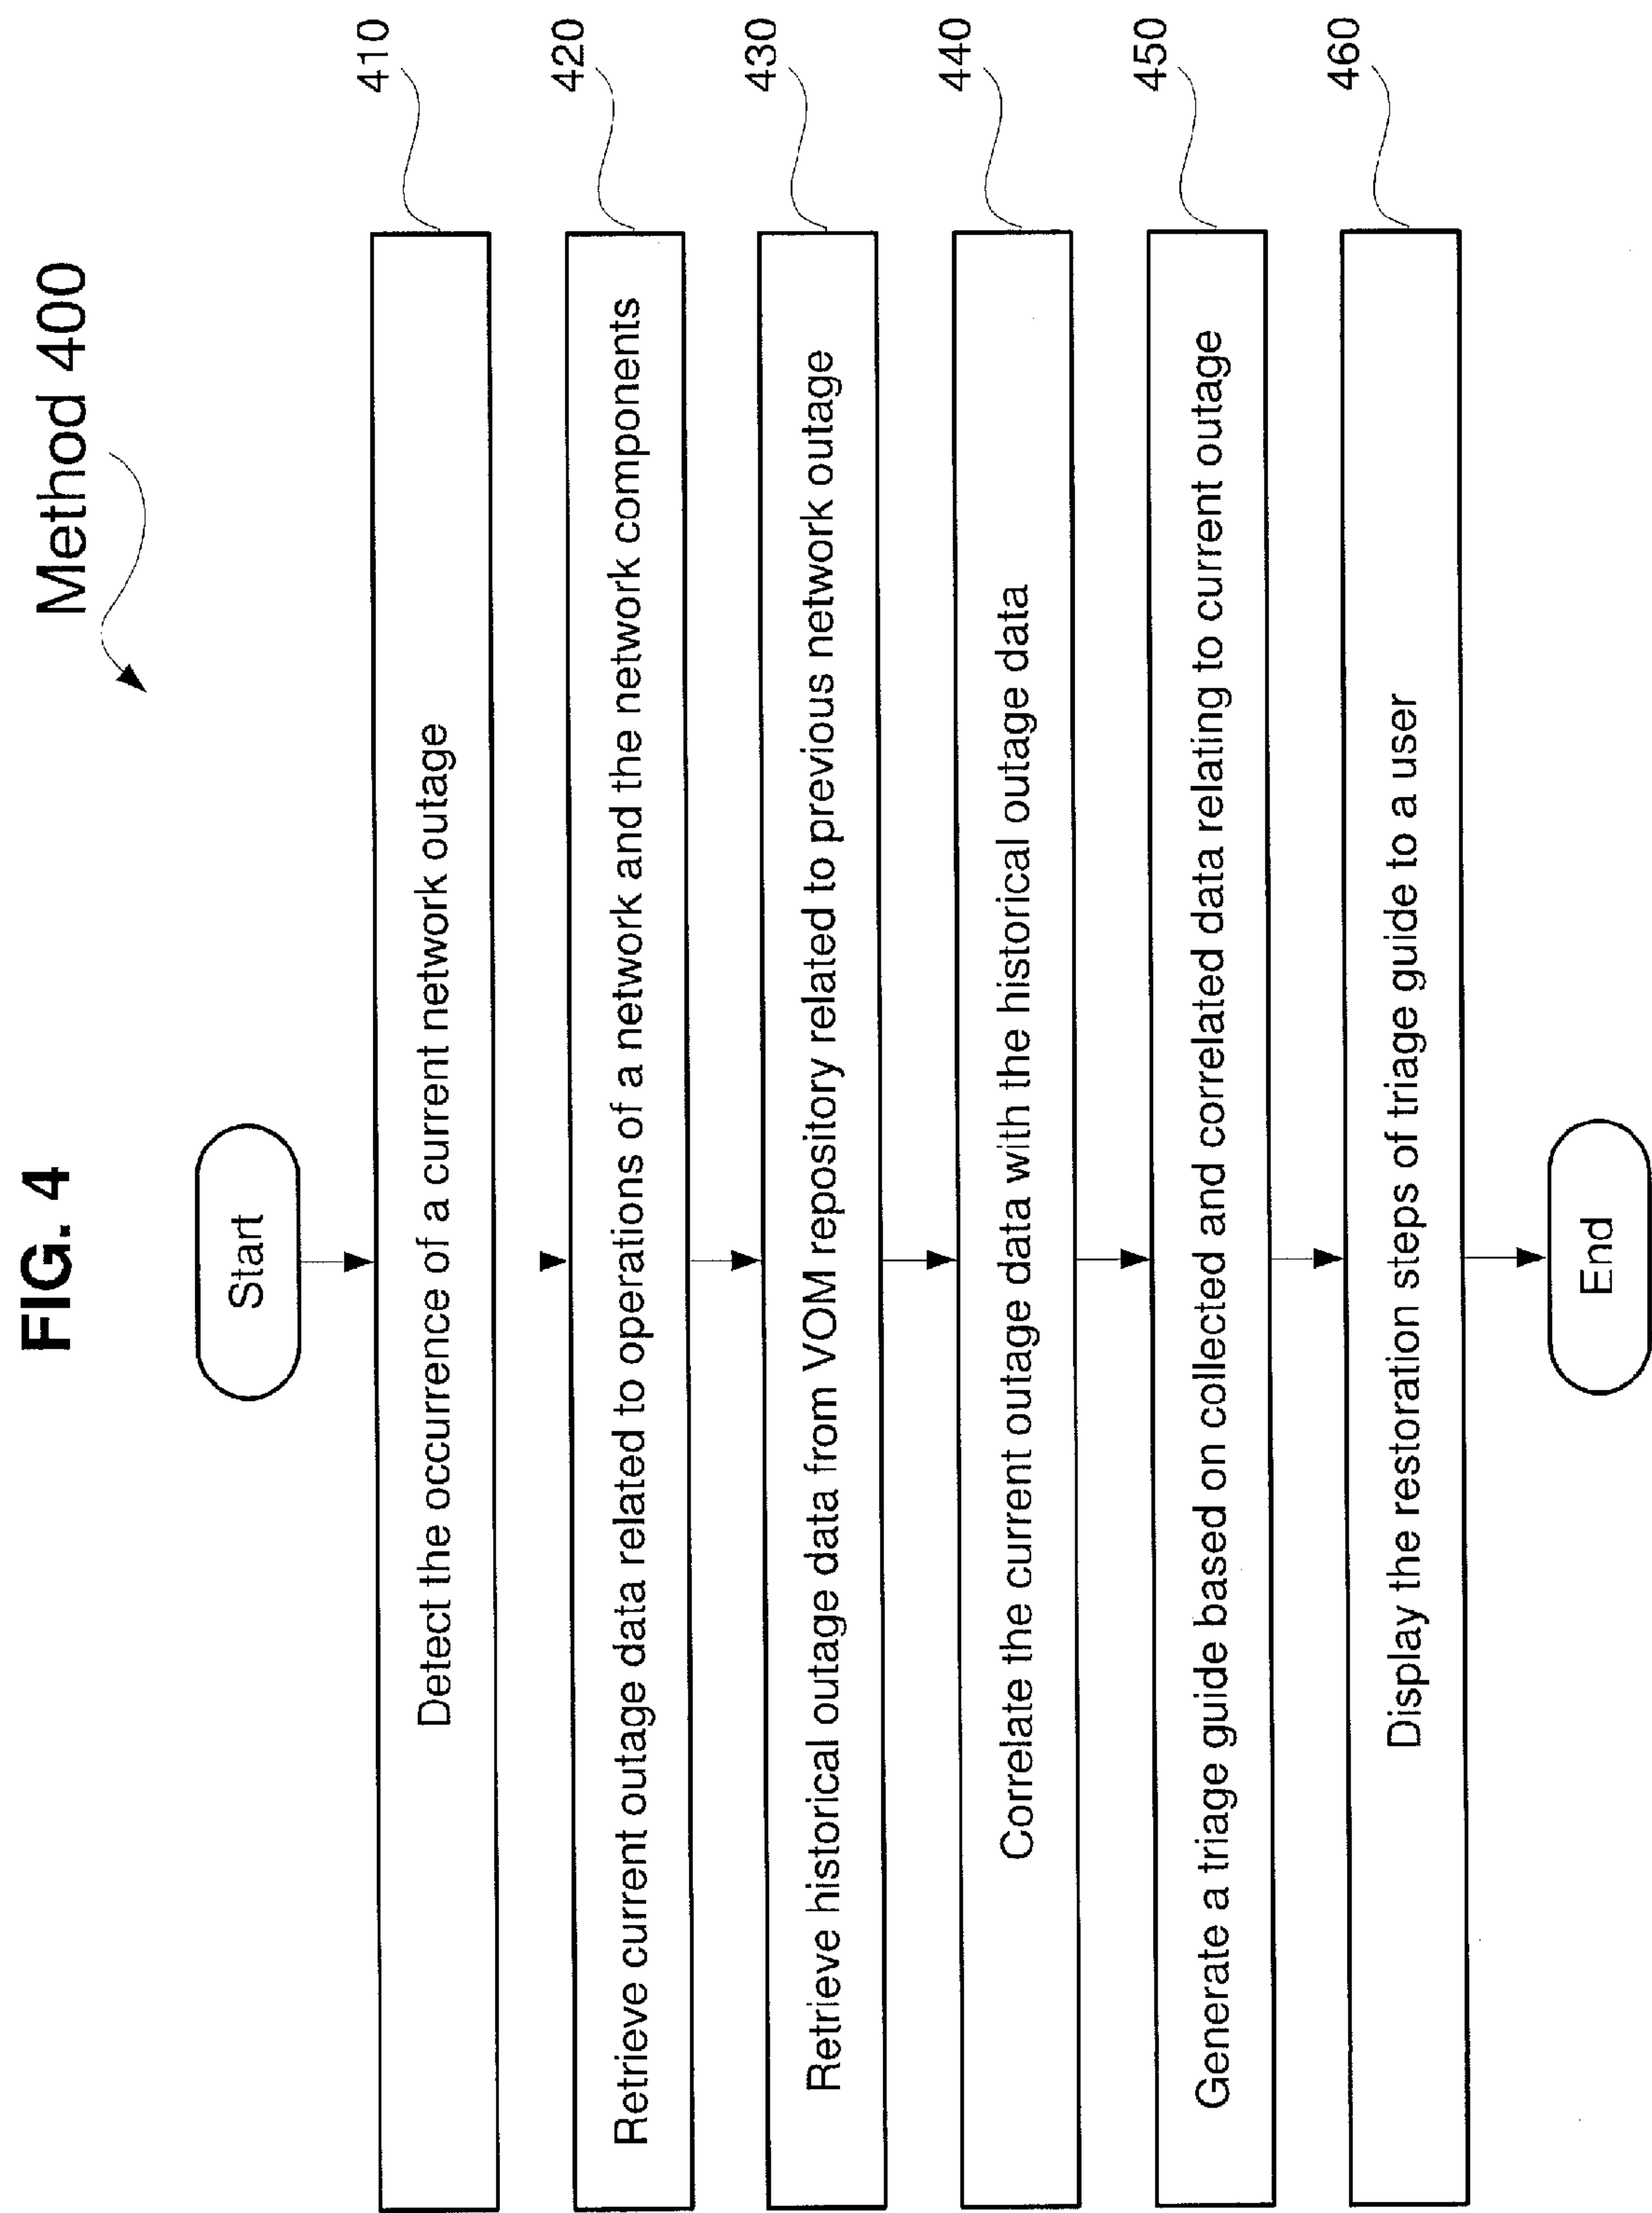 FIG. 4
Method 400
Start
410
Detect the occurrence of a current network outage
420
Retrieve current outage data related to operations of a network and the network components
430
Retrieve historical outage data from VOM repository related to previous network outage
440
Correlate the current outage data with the historical outage data
450
Generate a triage guide based on collected and correlated data relating to current outage
460
Display the restoration steps of triage guide to a user
End